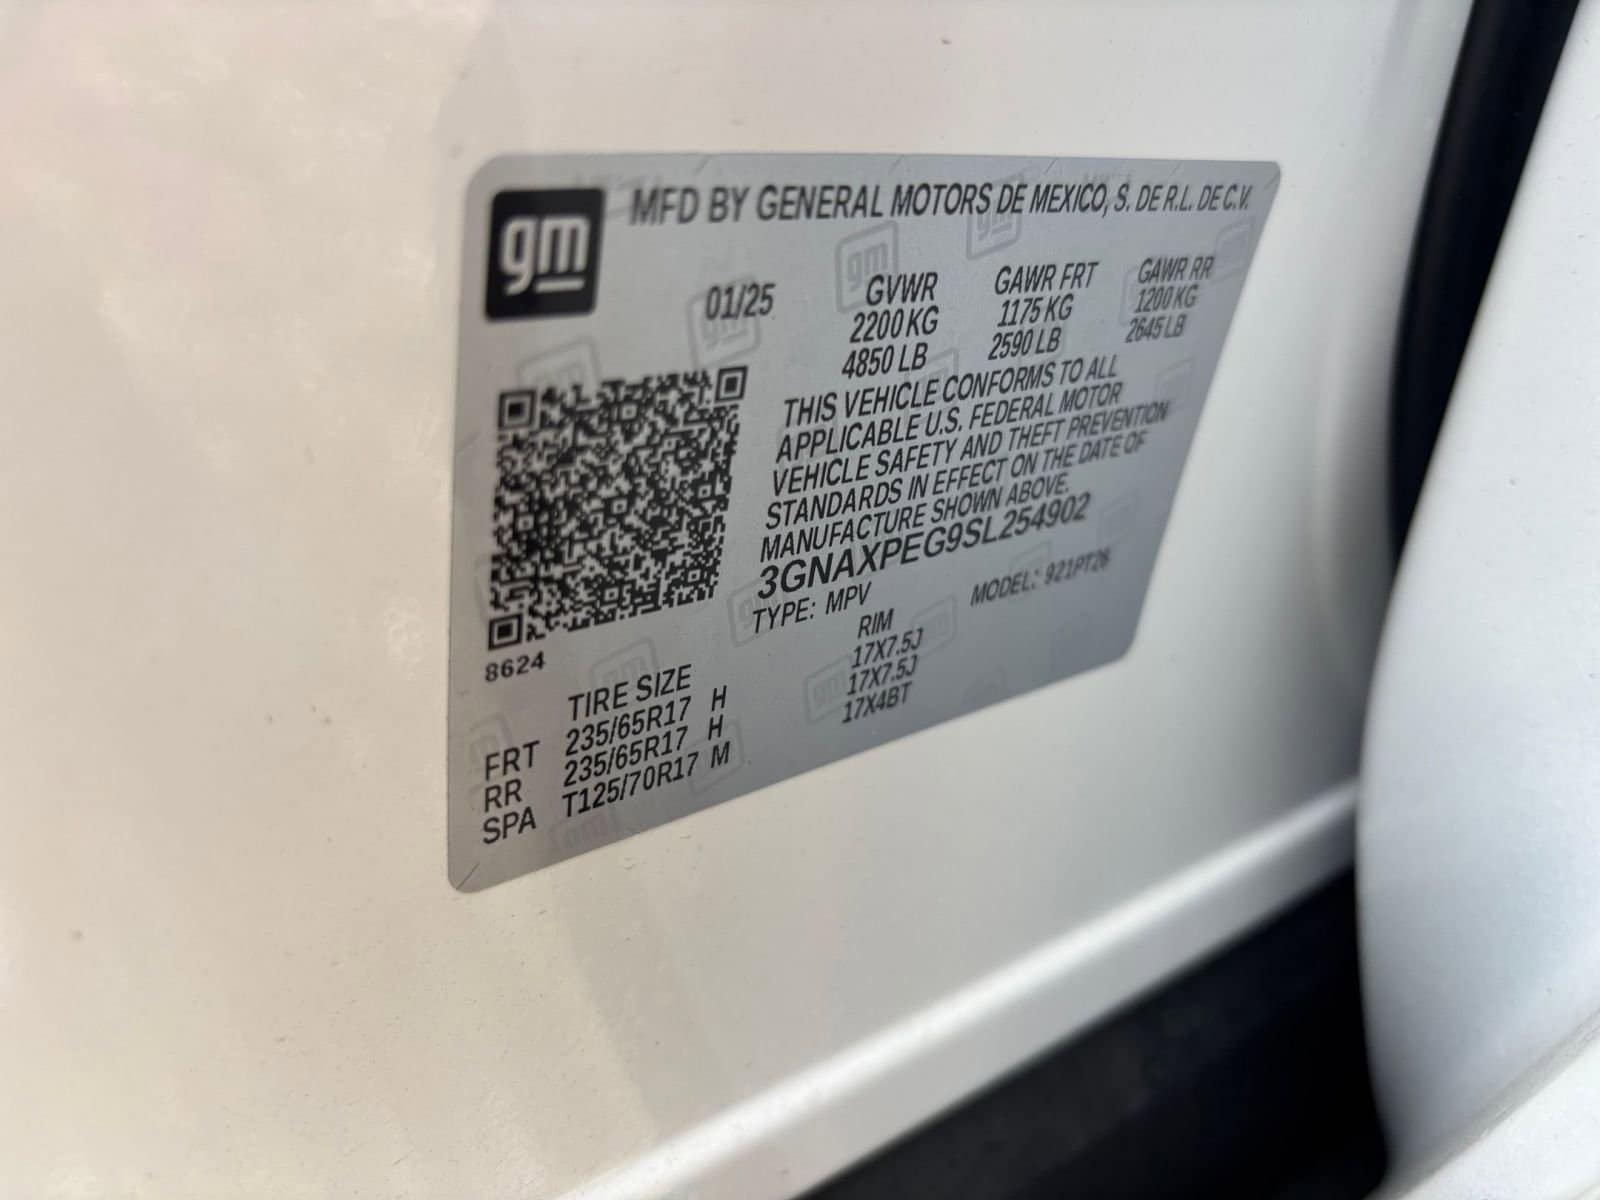 gm
MFD BY GENERAL MOTORS DE MEXICO, S. DE R.L. DE C.V.
01/25
GVWR
2200 KG
4850 LB
GAWR FRT
1175 KG
2590 LB
GAWR RR
1200 KG
2645 LB
THIS VEHICLE CONFORMS TO ALL
APPLICABLE U.S. FEDERAL MOTOR
VEHICLE SAFETY AND THEFT PREVENTION
STANDARDS IN EFFECT ON THE DATE OF
MANUFACTURE SHOWN ABOVE.
3GNAXPEG9SL254902
TYPE: MPV MODEL: 921PT26
8624
TIRE SIZE RIM
FRT 235/65R17 H 17X7.5J
RR 235/65R17 H 17X7.5J
SPA T125/70R17 M 17X4BT